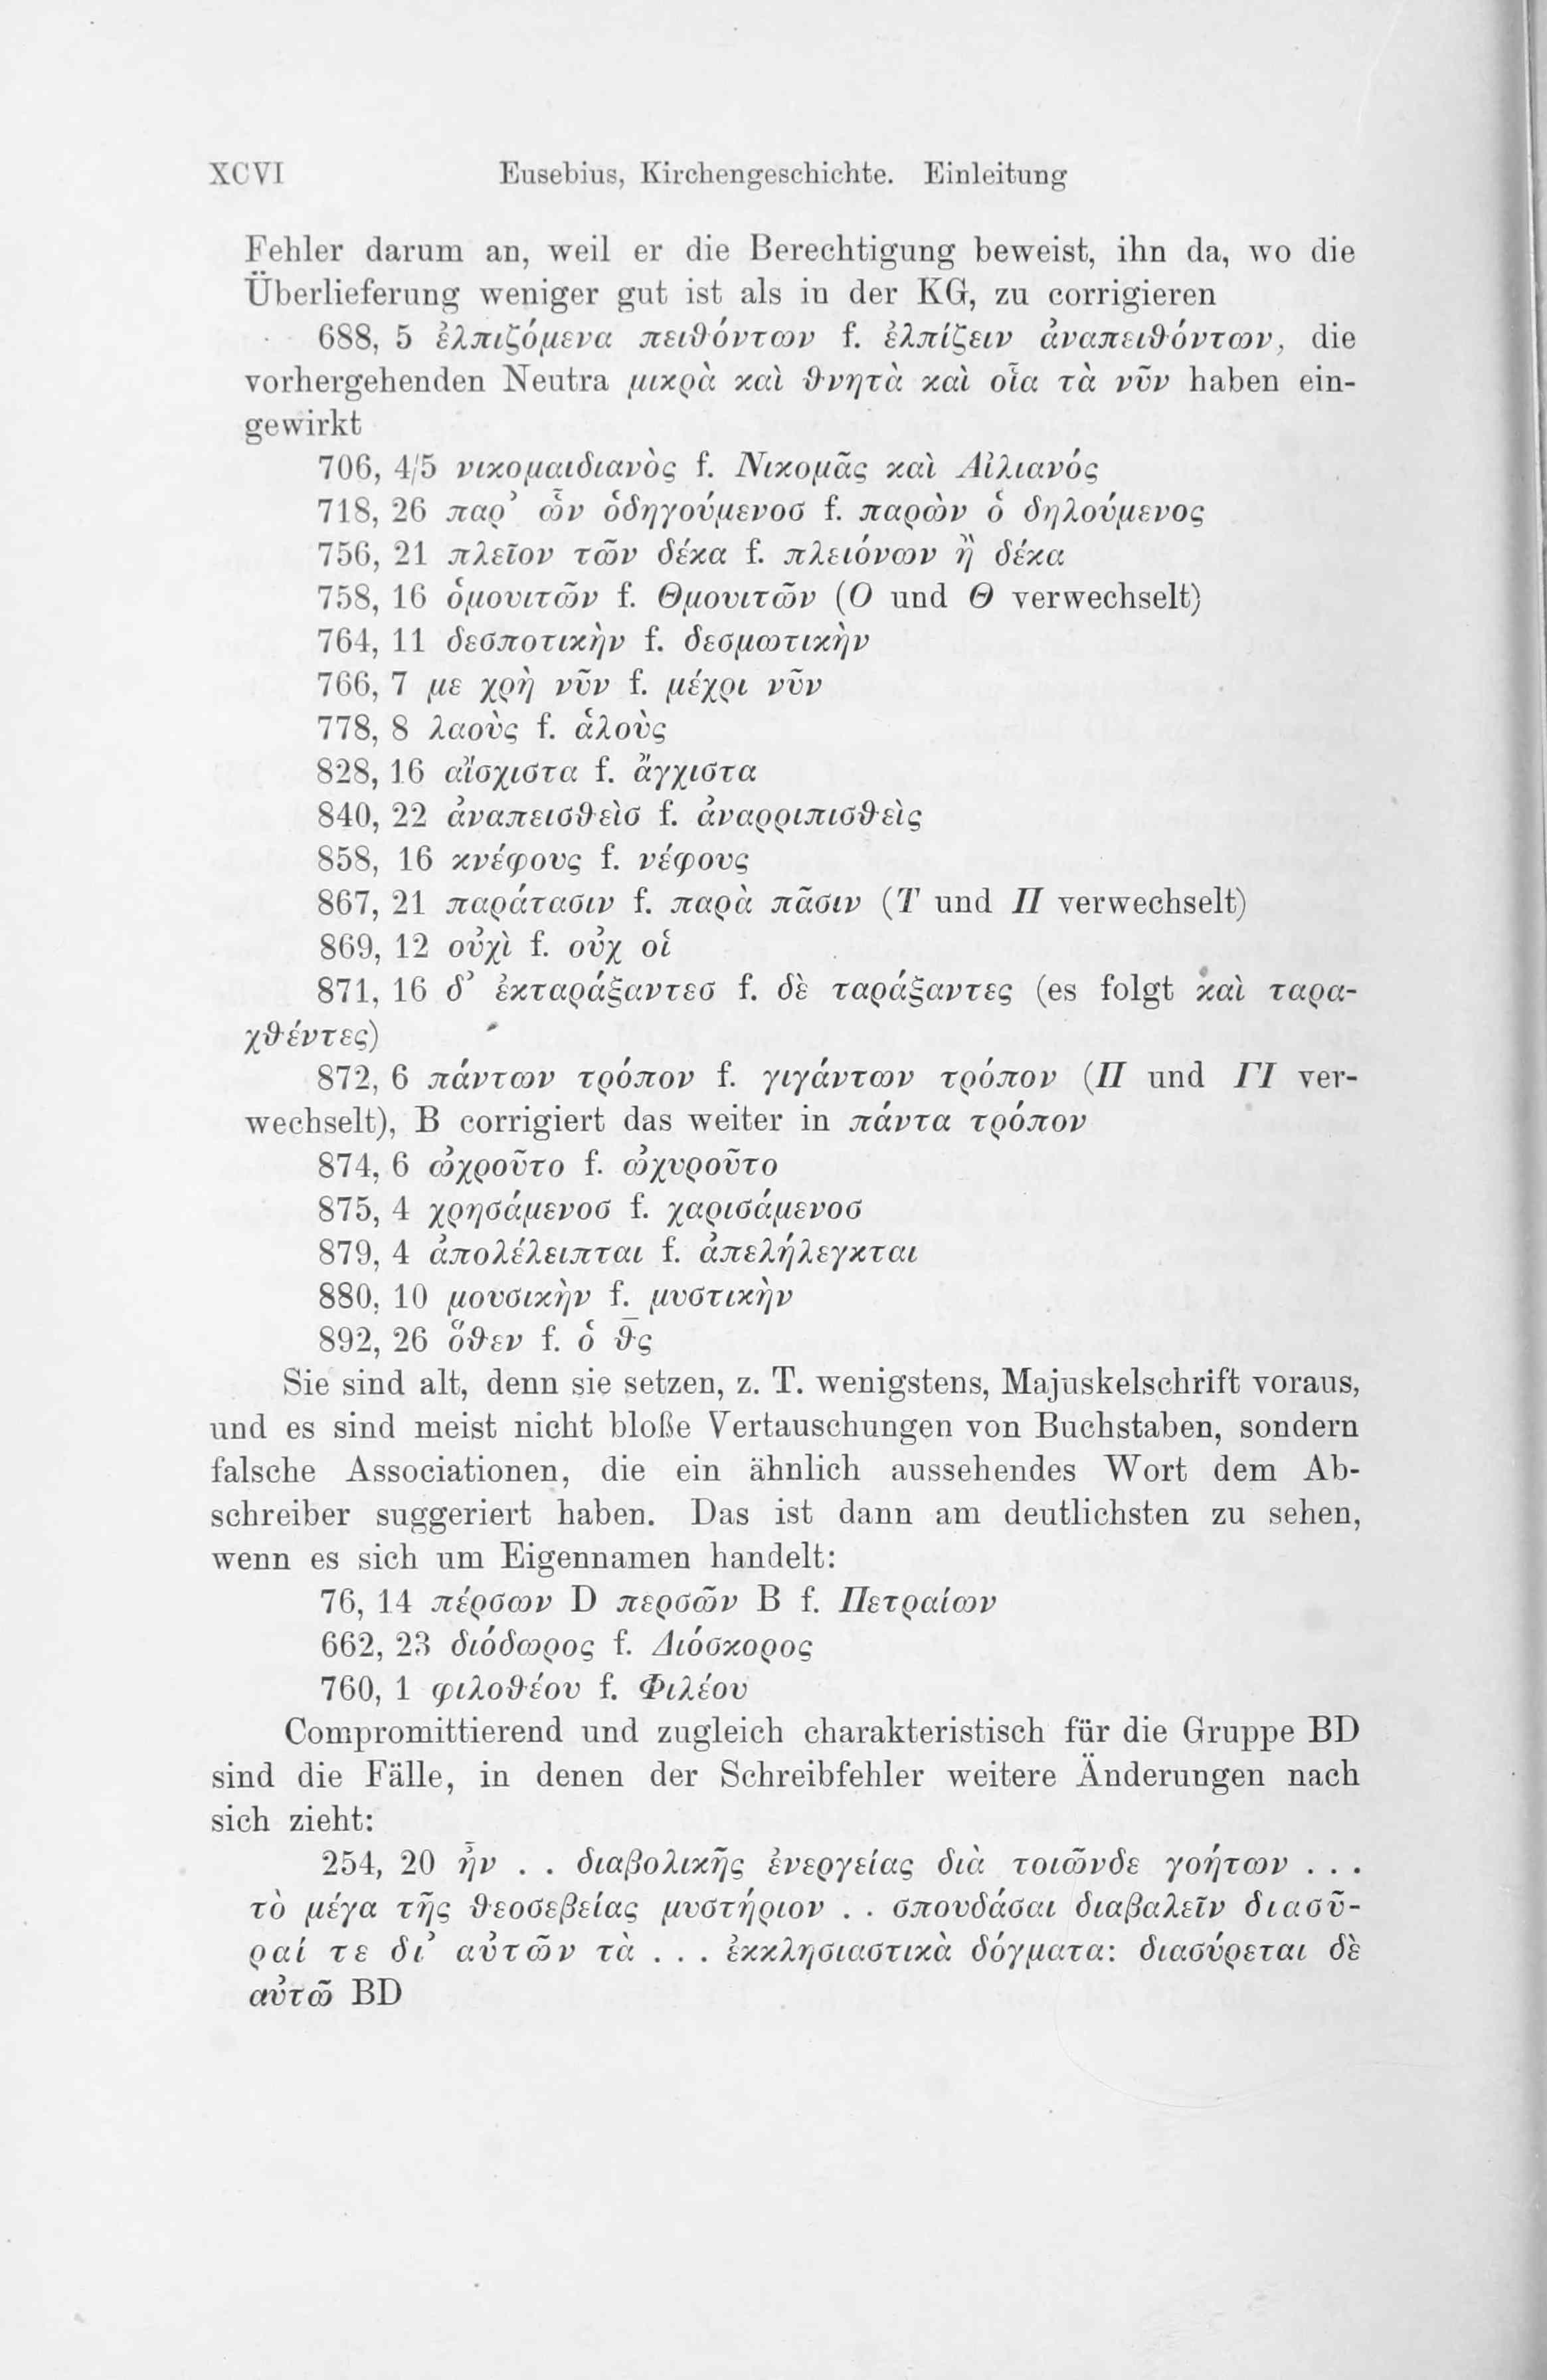 XCVI Eusebius, Kirchengeschichte. Einleitung
Fehler darum an, weil er die Berechtigung beweist, ihn da, wo die
Überlieferung weniger gut ist als in der KG, zu corrigieren
688, 5 ἐλπιζόμενα πειθόντων f. ἐλπίζειν ἀναπειθόντων, die
vorhergehenden Neutra μικρὰ καὶ θνητὰ καὶ οἷα τὰ νῦν haben ein-
gewirkt
706, 4/5 νικομαιδιανὸς f. Νικομᾶς καὶ Αἰλιανός
718, 26 παρ’ ὧν ὁδηγούμενοσ f. παρὼν ὁ δηλούμενος
756, 21 πλεῖον τῶν δέκα f. πλειόνων ἢ δέκα
758, 16 ὁμουιτῶν f. Θμουιτῶν (Ο und Θ verwechselt)
764, 11 δεσποτικὴν f. δεσμωτικὴν
766, 7 με χρὴ νῦν f. μέχρι νῦν
778, 8 λαοὺς f. ἁλοὺς
828, 16 αἴσχιστα f. ἄγχιστα
840, 22 ἀναπεισθεὶσ f. ἀναρριπισθεὶς
858, 16 κνέφους f. νέφους
867, 21 παράτασιν f. παρὰ πᾶσιν (Τ und Π verwechselt)
869, 12 οὐχὶ f. οὐχ οἱ
871, 16 δ’ ἐκταράξαντεσ f. δὲ ταράξαντες (es folgt καὶ ταρα-
χθέντες)
872, 6 πάντων τρόπον f. γιγάντων τρόπον (Π und ΓΙ ver-
wechselt), B corrigiert das weiter in πάντα τρόπον
874, 6 ὠχροῦτο f. ὠχυροῦτο
875, 4 χρησάμενοσ f. χαρισάμενοσ
879, 4 ἀπολέλειπται f. ἀπελήλεγκται
880, 10 μουσικὴν f. μυστικὴν
892, 26 ὅθεν f. ὁ θ̅ς
Sie sind alt, denn sie setzen, z. T. wenigstens, Majuskelschrift voraus,
und es sind meist nicht bloße Vertauschungen von Buchstaben, sondern
falsche Associationen, die ein ähnlich aussehendes Wort dem Ab-
schreiber suggeriert haben. Das ist dann am deutlichsten zu sehen,
wenn es sich um Eigennamen handelt:
76, 14 πέρσων D περσῶν B f. Πετραίων
662, 23 διόδωρος f. Διόσκορος
760, 1 φιλοθέου f. Φιλέου
Compromittierend und zugleich charakteristisch für die Gruppe BD
sind die Fälle, in denen der Schreibfehler weitere Änderungen nach
sich zieht:
254, 20 ἦν . . διαβολικῆς ἐνεργείας διὰ τοιῶνδε γοήτων . . .
τὸ μέγα τῆς θεοσεβείας μυστήριον . . σπουδάσαι διαβαλεῖν διασῦ-
ραί τε δι’ αὐτῶν τὰ . . . ἐκκλησιαστικὰ δόγματα: διασύρεται δὲ
αὐτῶ BD